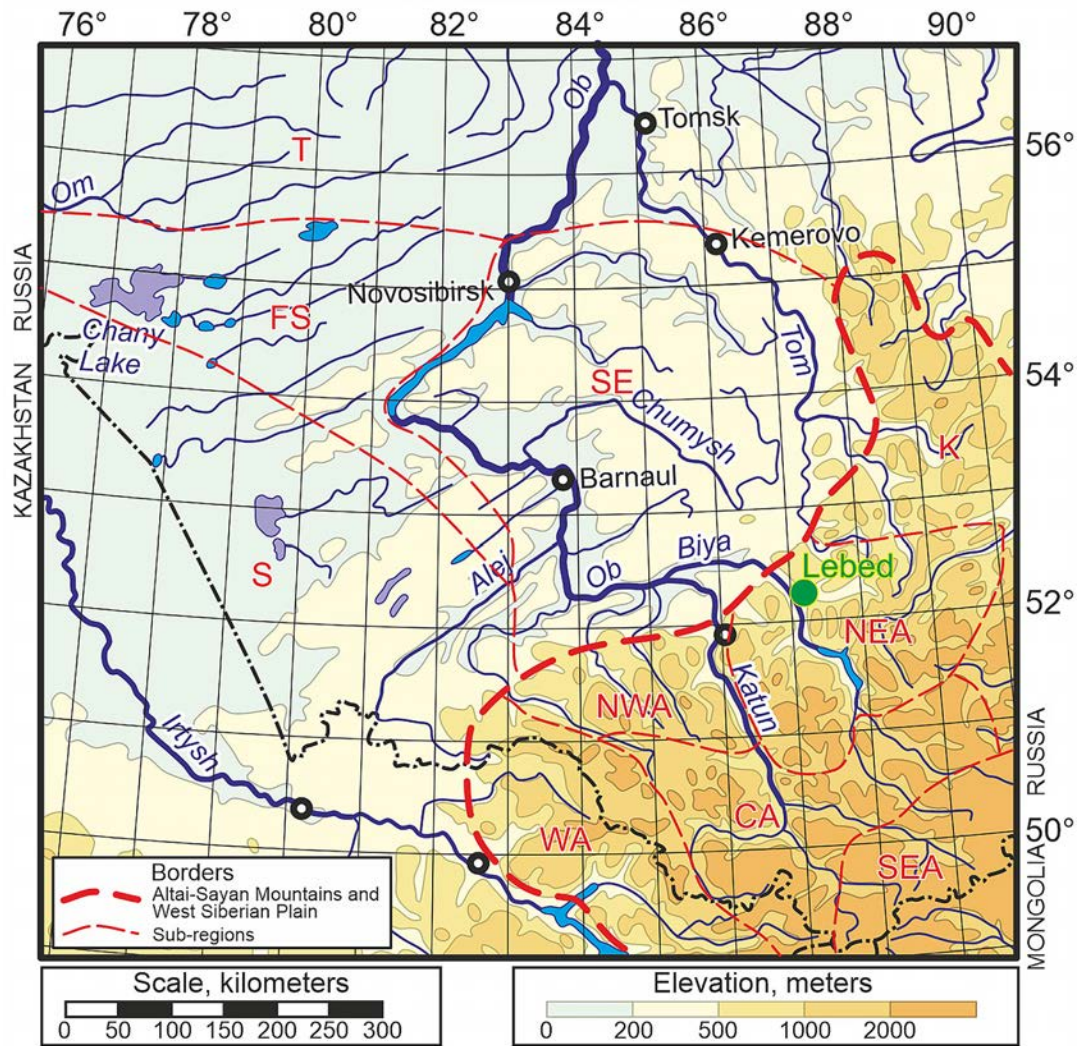 76° 78° 80° 82° 84° 86° 88° 90°
Ob
Tomsk
56°
T
Om
Kemerovo
Novosibirsk
RUSSIA
KAZAKHSTAN
FS
Chany
Lake
Tom
54°
SE
Chumysh
K
Barnaul
Biya
Alej
Ob
Lebed
S
52°
NEA
Katun
NWA
Irtysh
RUSSIA
MONGOLIA
CA
50°
WA
SEA
Borders
Altai-Sayan Mountains and
West Siberian Plain
Sub-regions
Scale, kilometers
0 50 100 150 200 250 300
Elevation, meters
0 200 500 1000 2000